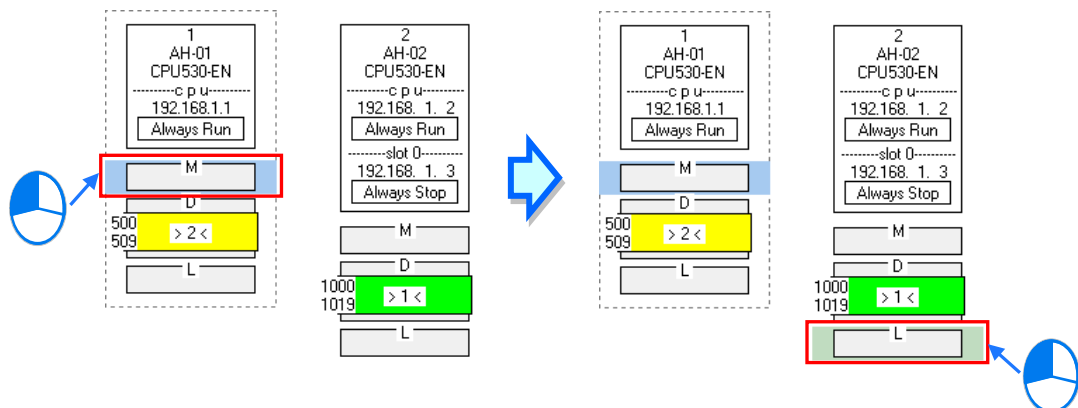 1
AH-01
CPU530-EN
--------c p u--------
192.168.1.1
Always Run
M
D
500
509
> 2 <
L
2
AH-02
CPU530-EN
--------c p u--------
192.168. 1. 2
Always Run
--------slot 0--------
192.168. 1. 3
Always Stop
M
D
1000
1019
> 1 <
L
1
AH-01
CPU530-EN
--------c p u--------
192.168.1.1
Always Run
M
D
500
509
> 2 <
L
2
AH-02
CPU530-EN
--------c p u--------
192.168. 1. 2
Always Run
--------slot 0--------
192.168. 1. 3
Always Stop
M
D
1000
1019
> 1 <
L